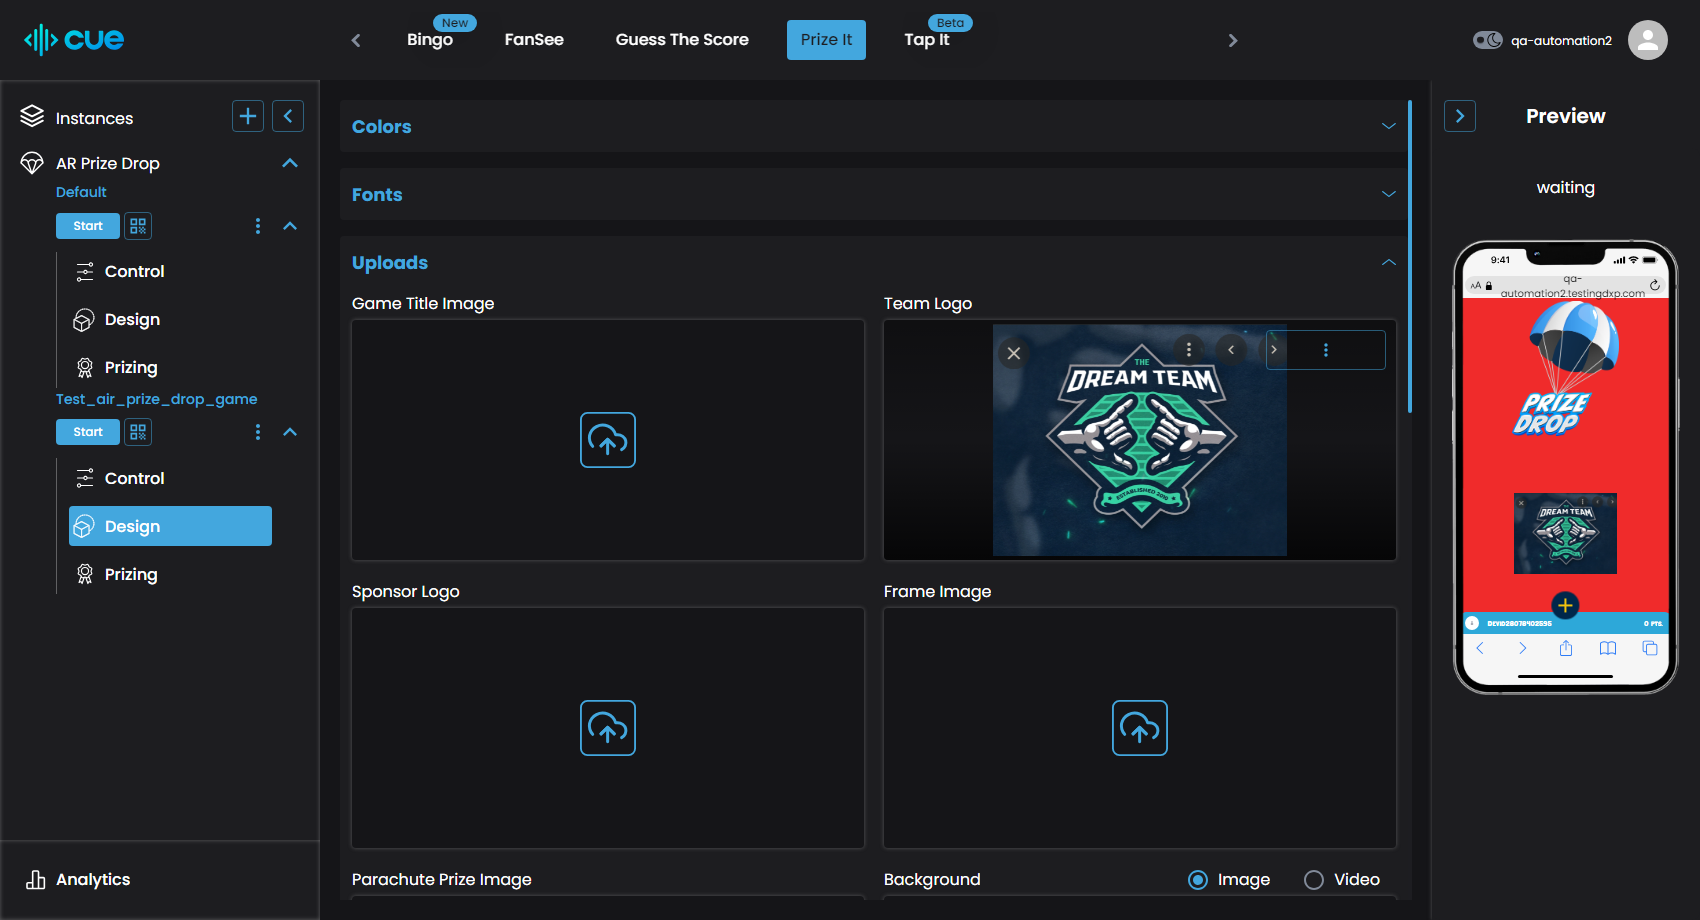 cue
New
Bingo
FanSee
Guess The Score
Prize It
Beta
Tap It
qa-automation2
Instances
AR Prize Drop
Default
Start
Control
Design
Prizing
Test_air_prize_drop_game
Start
Control
Design
Prizing
Analytics
Colors
Fonts
Uploads
Game Title Image
Team Logo
THE
DREAM TEAM
ESTABLISHED 2019
Sponsor Logo
Frame Image
Parachute Prize Image
Background
Image
Video
Preview
waiting
9:41
AA
qa-
automation2.testingdxp.com
PRIZE
DROP
DREAM TEAM
0 PTS.